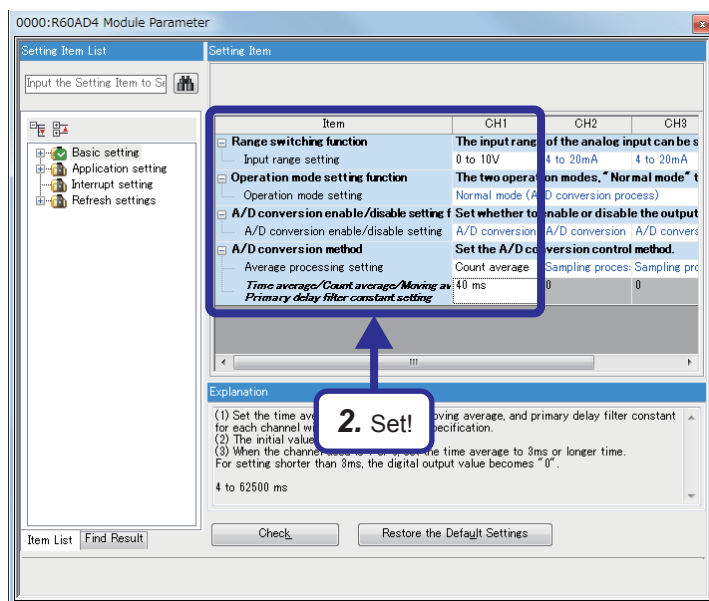 0000:R60AD4 Module Parameter
Setting Item List
Setting Item
Input the Setting Item to Se
Basic setting
Application setting
Interrupt setting
Refresh settings
Item CH1 CH2 CH3
Range switching function The input rang of the analog input can be s
Input range setting 0 to 10V 4 to 20mA 4 to 20mA
Operation mode setting function The two operat on modes, "Normal mode" t
Operation mode setting Normal mode (A D conversion process)
A/D conversion enable/disable setting f Set whether to enable or disable the output
A/D conversion enable/disable setting A/D conversion A/D conversion A/D convers
A/D conversion method Set the A/D co version control method.
Average processing setting Count average Sampling proces Sampling pro
Time average/Count average/Moving av 40 ms 0 0
Primary delay filter constant setting
2. Set!
Explanation
(1) Set the time ave oving average, and primary delay filter constant
for each channel wi ification.
(2) The initial value
(3) When the channe the time average to 3ms or longer time.
For setting shorter than 3ms, the digital output value becomes "0".
4 to 62500 ms
Item List Find Result
Check Restore the Default Settings